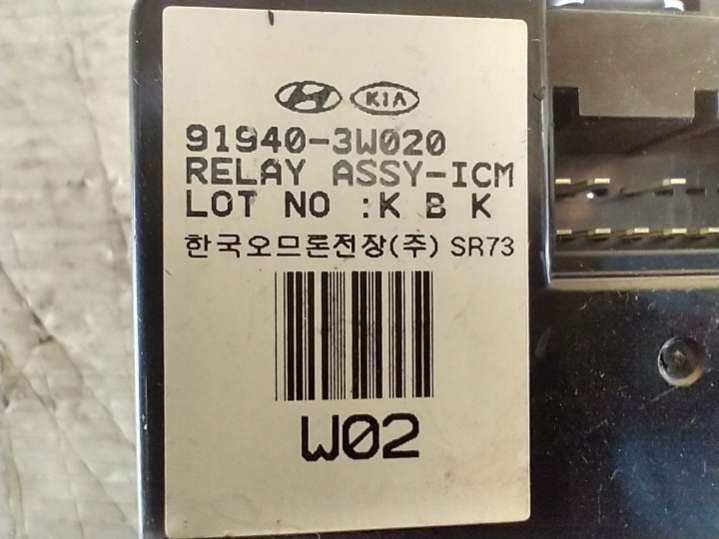 KIA
91940-3W020
RELAY ASSY-ICM
LOT NO :K B K
한국오므론전장(주) SR73
W02